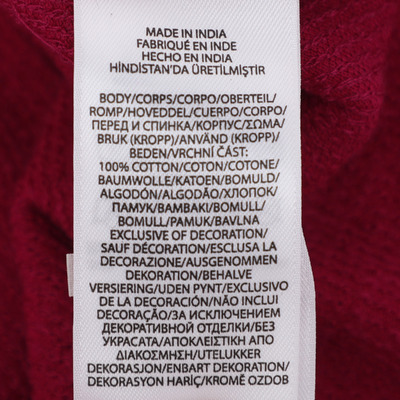 MADE IN INDIA
FABRIQUÉ EN INDE
HECHO EN INDIA
HİNDİSTAN'DA ÜRETİLMİŞTİR
BODY/CORPS/CORPO/OBERTEIL/
ROMP/HOVEDDEL/CUERPO/CORPO/
ПЕРЕД И СПИНКА/КОРПУС/ΣΩΜΑ/
BRUK (KROPP)/ANVÄND (KROPP)/
BEDEN/VRCHNÍ ČÁST:
100% COTTON/COTON/COTONE/
BAUMWOLLE/KATOEN/BOMULD/
ALGODÓN/ALGODÃO/ХЛОПОК/
ПАМУК/ΒΑΜΒΑΚΙ/BOMULL/
BOMULL/PAMUK/BAVLNA
EXCLUSIVE OF DECORATION/
SAUF DÉCORATION/ESCLUSA LA
DECORAZIONE/AUSGENOMMEN
DEKORATION/BEHALVE
VERSIERING/UDEN PYNT/EXCLUSIVO
DE LA DECORACIÓN/NÃO INCLUI
DECORAÇÃO/ЗА ИСКЛЮЧЕНИЕМ
ДЕКОРАТИВНОЙ ОТДЕЛКИ/БЕЗ
УКРАСАТА/ΑΠΟΚΛΕΙΣΤΙΚΗ ΑΠΟ
ΔΙΑΚΟΣΜΗΣΗ/UTELUKKER
DEKORASJON/ENBART DEKORATION/
DEKORASYON HARİÇ/KROMĚ OZDOB